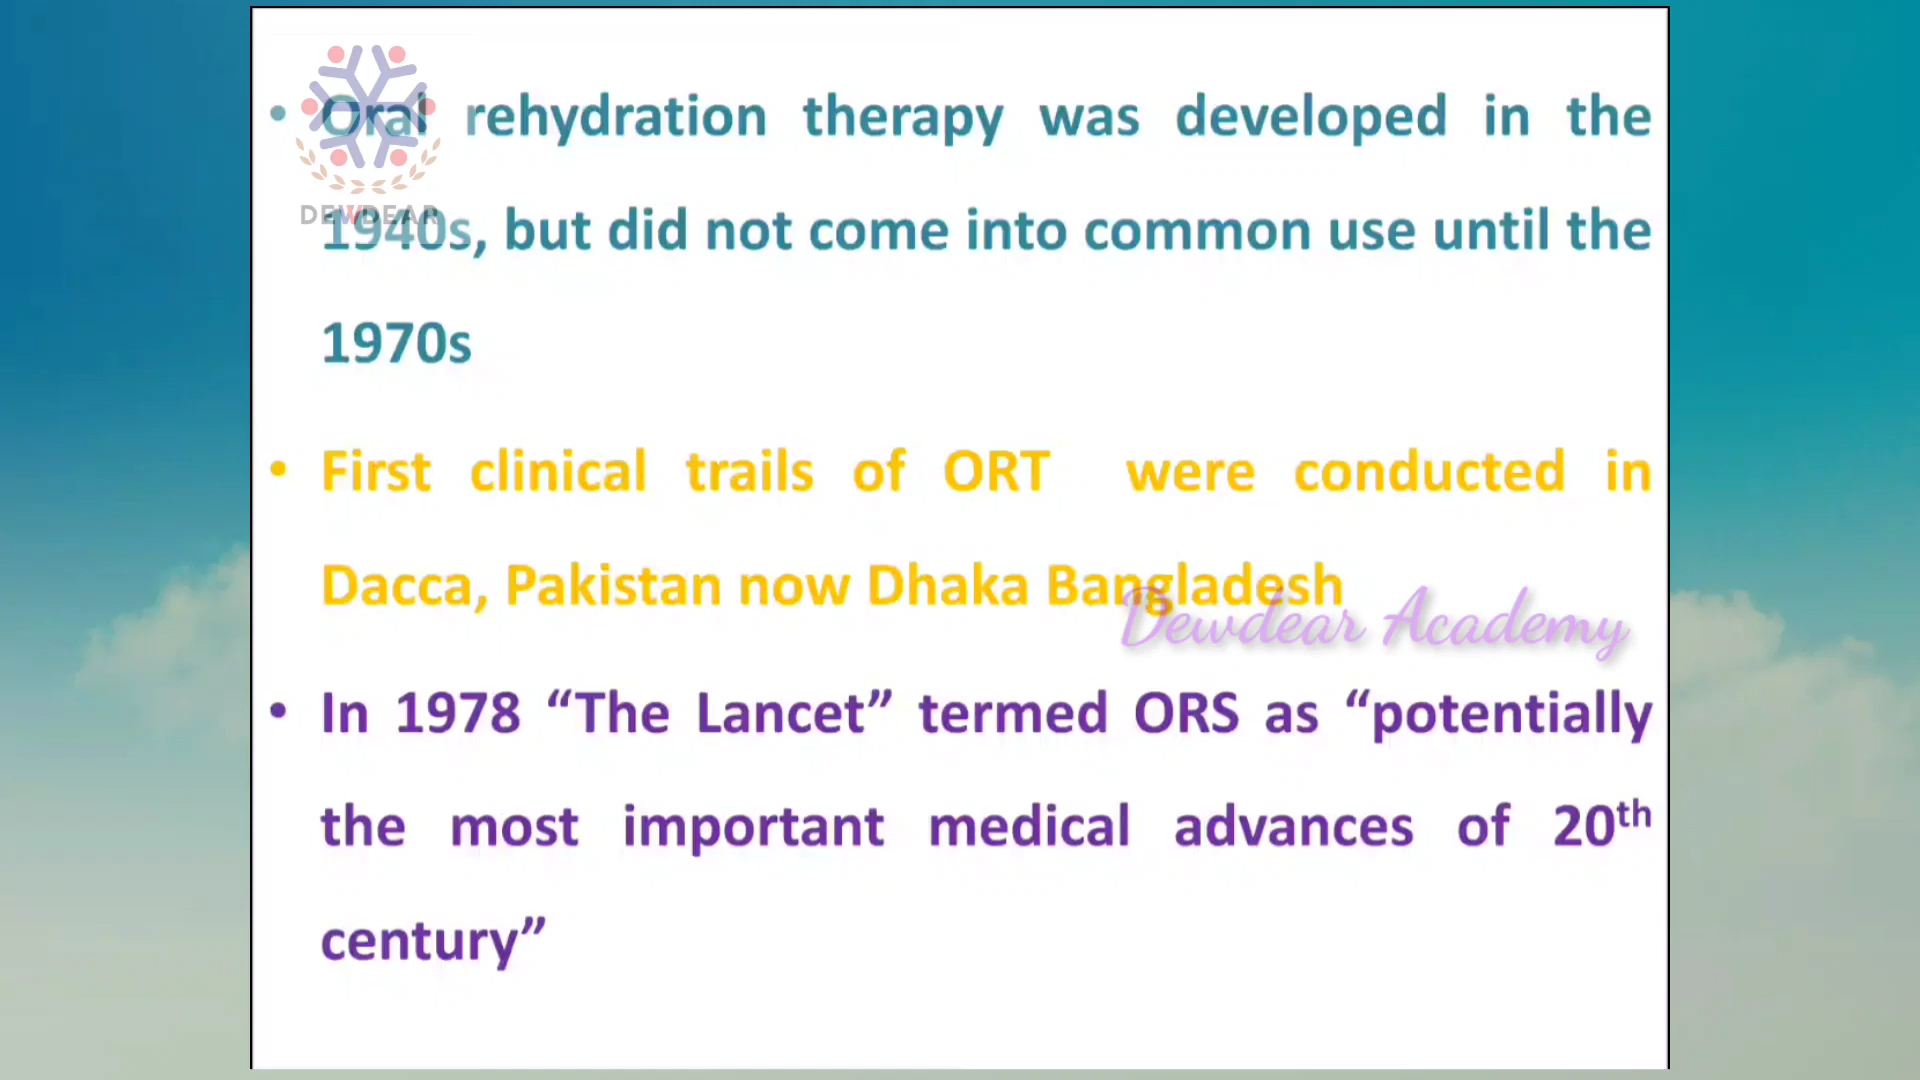 DEWDEAR
• Oral rehydration therapy was developed in the
1940s, but did not come into common use until the
1970s
• First clinical trails of ORT were conducted in
Dacca, Pakistan now Dhaka Bangladesh
Dewdear Academy
• In 1978 “The Lancet” termed ORS as “potentially
the most important medical advances of 20th
century”